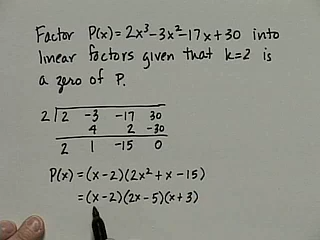 Factor P(x) = 2x³-3x²-17x+30 into
linear factors given that k=2 is
a zero of P.
2 | 2 -3 -17 30
4 2 -30
2 1 -15 0
P(x) = (x-2)(2x²+x-15)
= (x-2)(2x-5)(x+3)